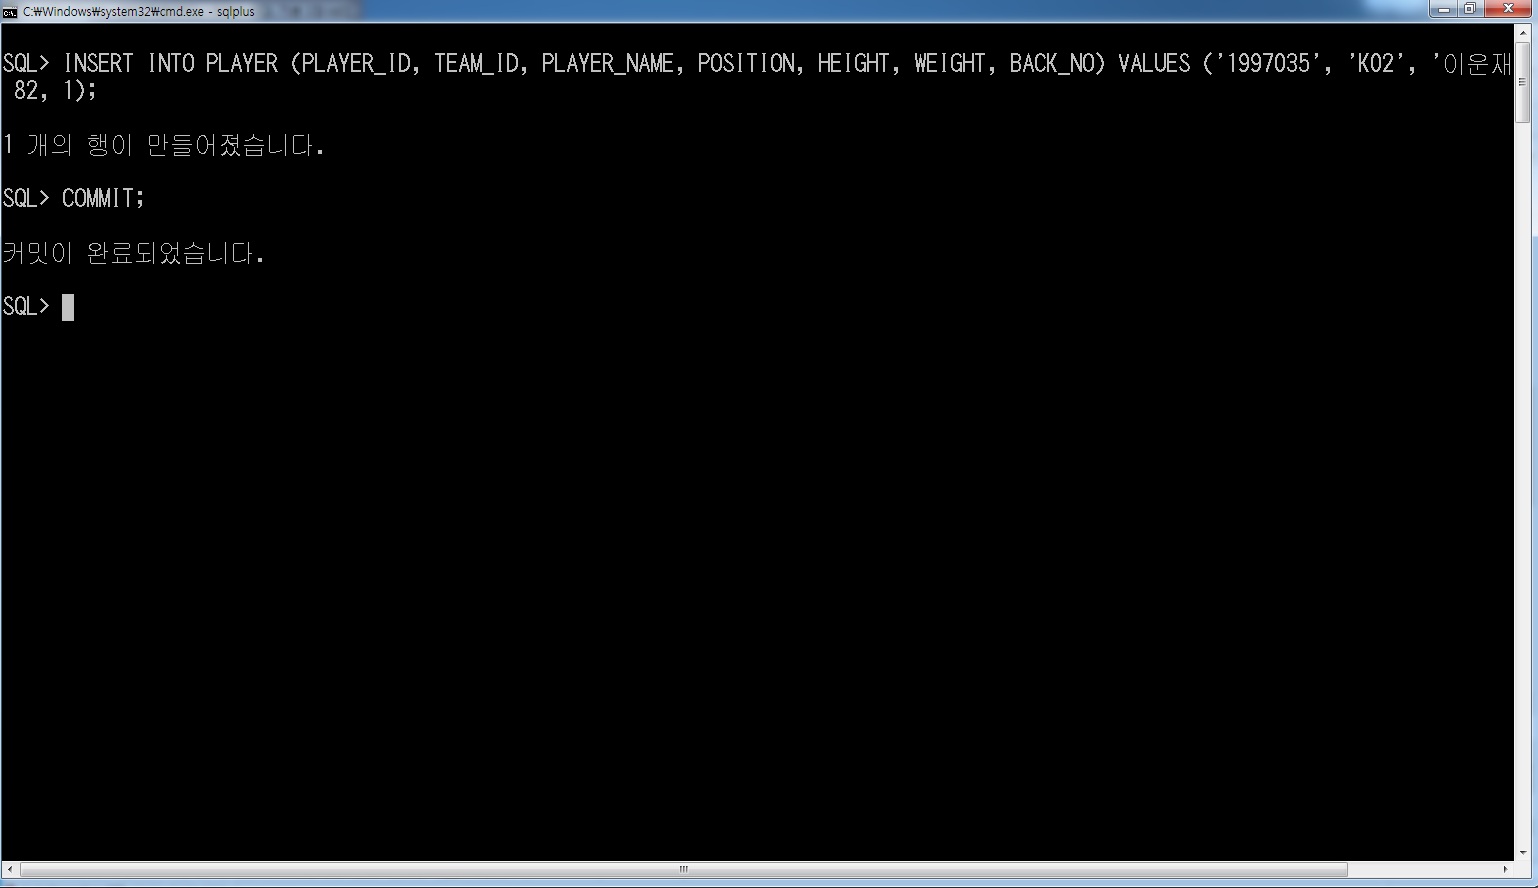 C:\Windows\system32\cmd.exe - sqlplus
SQL> INSERT INTO PLAYER (PLAYER_ID, TEAM_ID, PLAYER_NAME, POSITION, HEIGHT, WEIGHT, BACK_NO) VALUES ('1997035', 'K02', '이운재
82, 1);
1 개의 행이 만들어졌습니다.
SQL> COMMIT;
커밋이 완료되었습니다.
SQL>